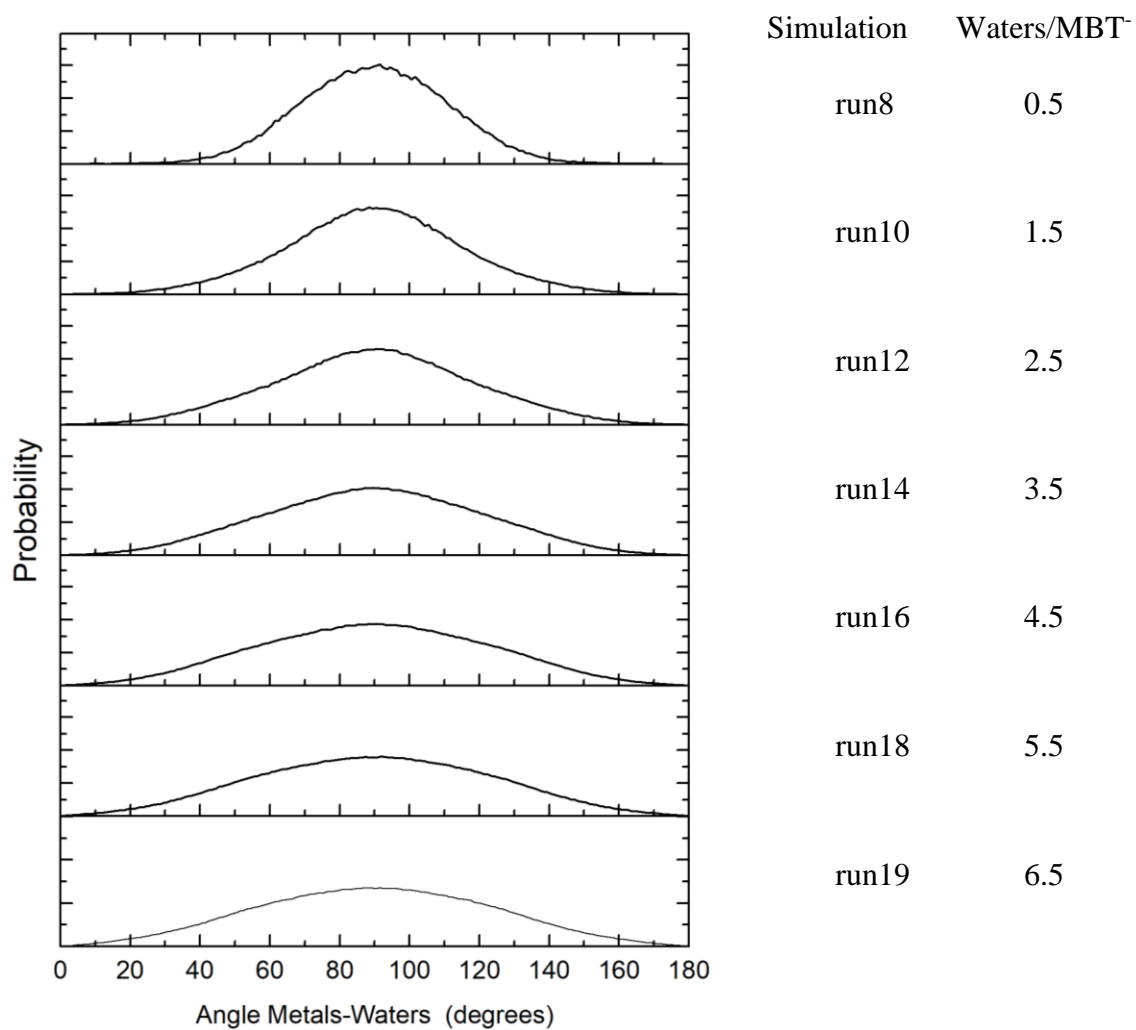 Simulation Waters/MBT-
run8 0.5
run10 1.5
run12 2.5
run14 3.5
run16 4.5
run18 5.5
run19 6.5
Probability
0 20 40 60 80 100 120 140 160 180
Angle Metals-Waters (degrees)